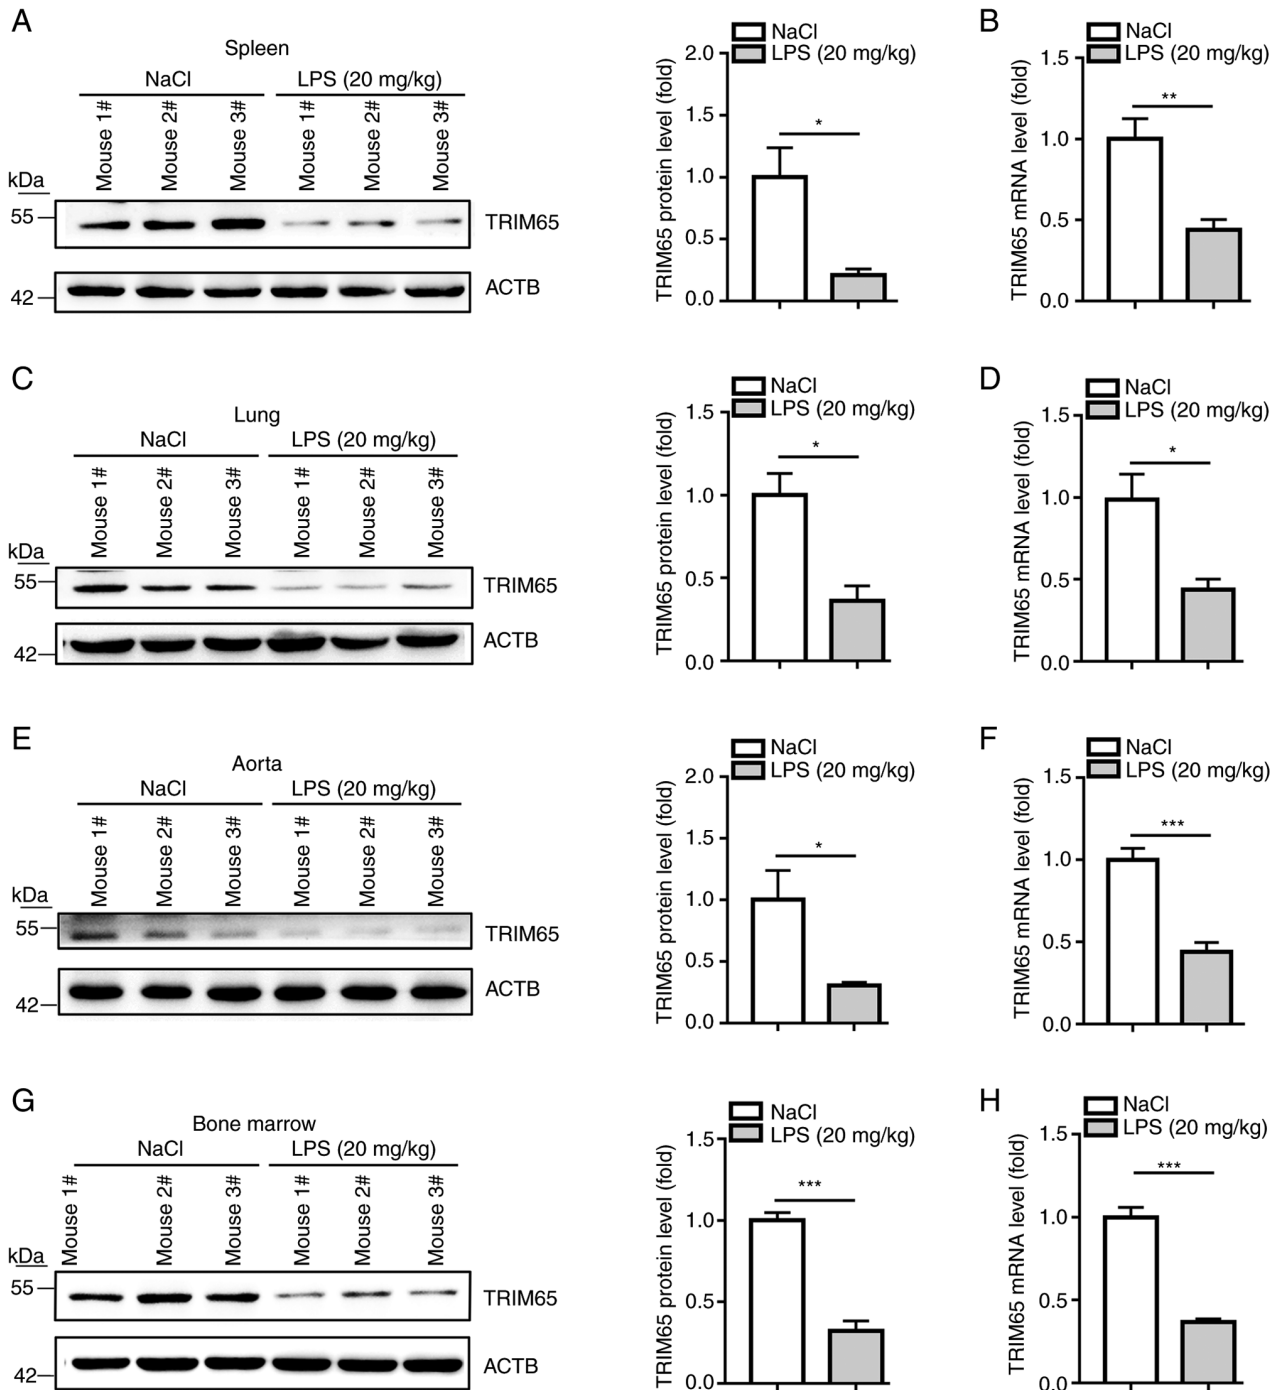 A
Spleen
NaCl LPS (20 mg/kg)
Mouse 1# Mouse 2# Mouse 3# Mouse 1# Mouse 2# Mouse 3#
kDa
55 TRIM65
42 ACTB
NaCl
LPS (20 mg/kg)
TRIM65 protein level (fold)
2.0
1.5
1.0
0.5
0.0
*
B
NaCl
LPS (20 mg/kg)
TRIM65 mRNA level (fold)
1.5
1.0
0.5
0.0
**
C
Lung
NaCl LPS (20 mg/kg)
Mouse 1# Mouse 2# Mouse 3# Mouse 1# Mouse 2# Mouse 3#
kDa
55 TRIM65
42 ACTB
NaCl
LPS (20 mg/kg)
TRIM65 protein level (fold)
1.5
1.0
0.5
0.0
*
D
NaCl
LPS (20 mg/kg)
TRIM65 mRNA level (fold)
1.5
1.0
0.5
0.0
*
E
Aorta
NaCl LPS (20 mg/kg)
Mouse 1# Mouse 2# Mouse 3# Mouse 1# Mouse 2# Mouse 3#
kDa
55 TRIM65
42 ACTB
NaCl
LPS (20 mg/kg)
TRIM65 protein level (fold)
2.0
1.5
1.0
0.5
0.0
*
F
NaCl
LPS (20 mg/kg)
TRIM65 mRNA level (fold)
1.5
1.0
0.5
0.0
***
G
Bone marrow
NaCl LPS (20 mg/kg)
Mouse 1# Mouse 2# Mouse 3# Mouse 1# Mouse 2# Mouse 3#
kDa
55 TRIM65
42 ACTB
NaCl
LPS (20 mg/kg)
TRIM65 protein level (fold)
1.5
1.0
0.5
0.0
***
H
NaCl
LPS (20 mg/kg)
TRIM65 mRNA level (fold)
1.5
1.0
0.5
0.0
***